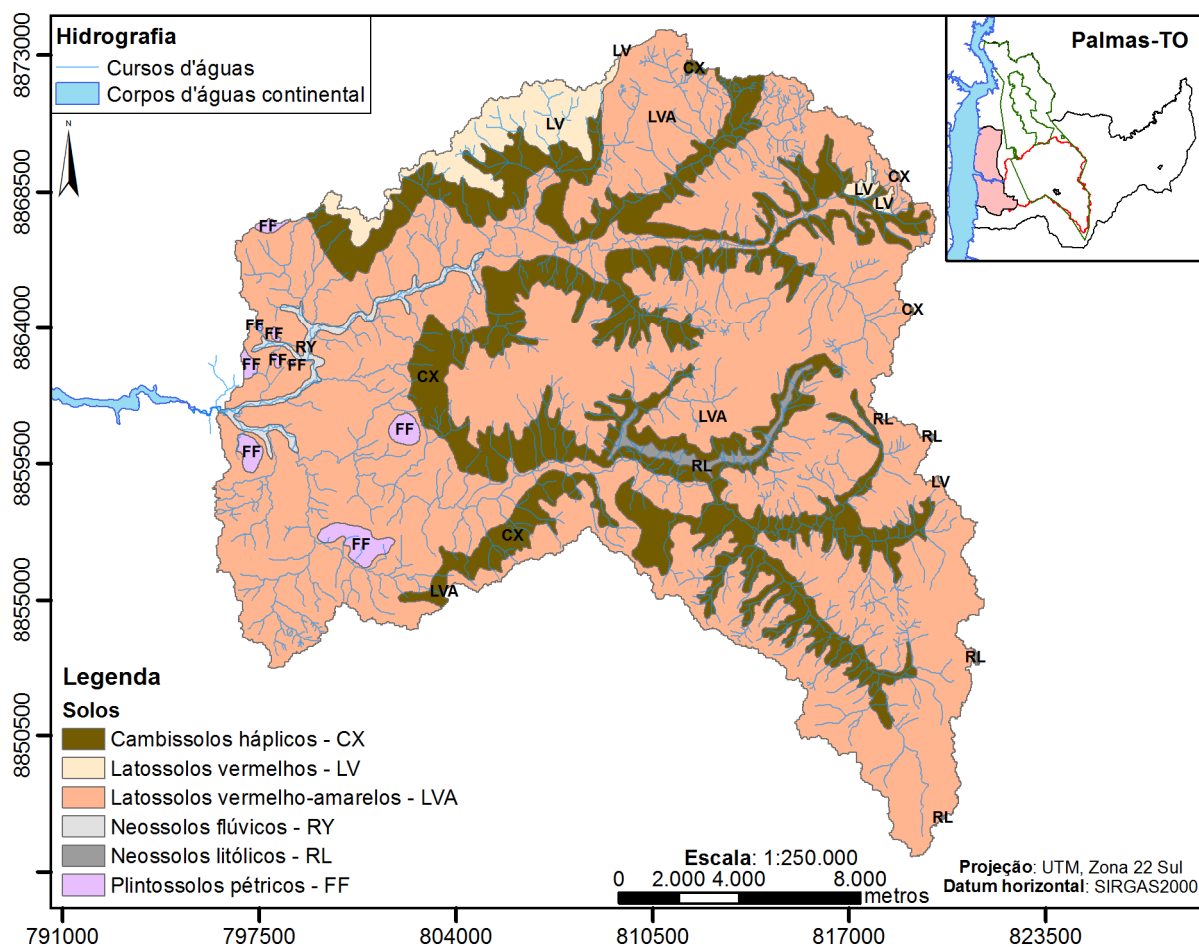 Hidrografia
Cursos d'águas
Corpos d'águas continental
N
Palmas-TO
8873000
8868500
8864000
8859500
8855000
8850500
LV
CX
LV
LVA
CX
LV
LV
FF
CX
FF
FF
RY
FF
FF
FF
CX
LVA
RL
FF
RL
FF
RL
LV
CX
FF
LVA
RL
RL
Legenda
Solos
Cambissolos háplicos - CX
Latossolos vermelhos - LV
Latossolos vermelho-amarelos - LVA
Neossolos flúvicos - RY
Neossolos litólicos - RL
Plintossolos pétricos - FF
Escala: 1:250.000
0 2.000 4.000 8.000
metros
Projeção: UTM, Zona 22 Sul
Datum horizontal: SIRGAS2000
791000 797500 804000 810500 817000 823500